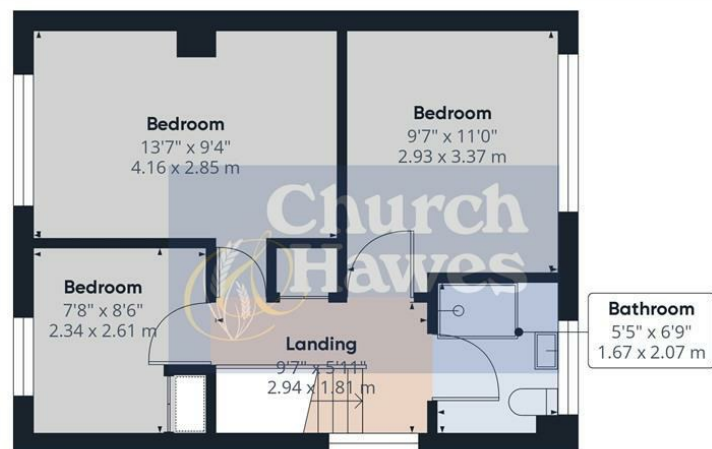 Bedroom
13'7" x 9'4"
4.16 x 2.85 m
Bedroom
9'7" x 11'0"
2.93 x 3.37 m
Church
Hawes
Bedroom
7'8" x 8'6"
2.34 x 2.61 m
Landing
9'7" x 5'11"
2.94 x 1.81 m
Bathroom
5'5" x 6'9"
1.67 x 2.07 m